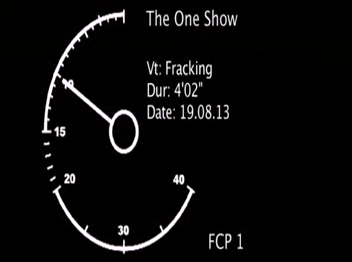 The One Show
Vt: Fracking
Dur: 4'02"
Date: 19.08.13
10
15
20
40
30
FCP 1